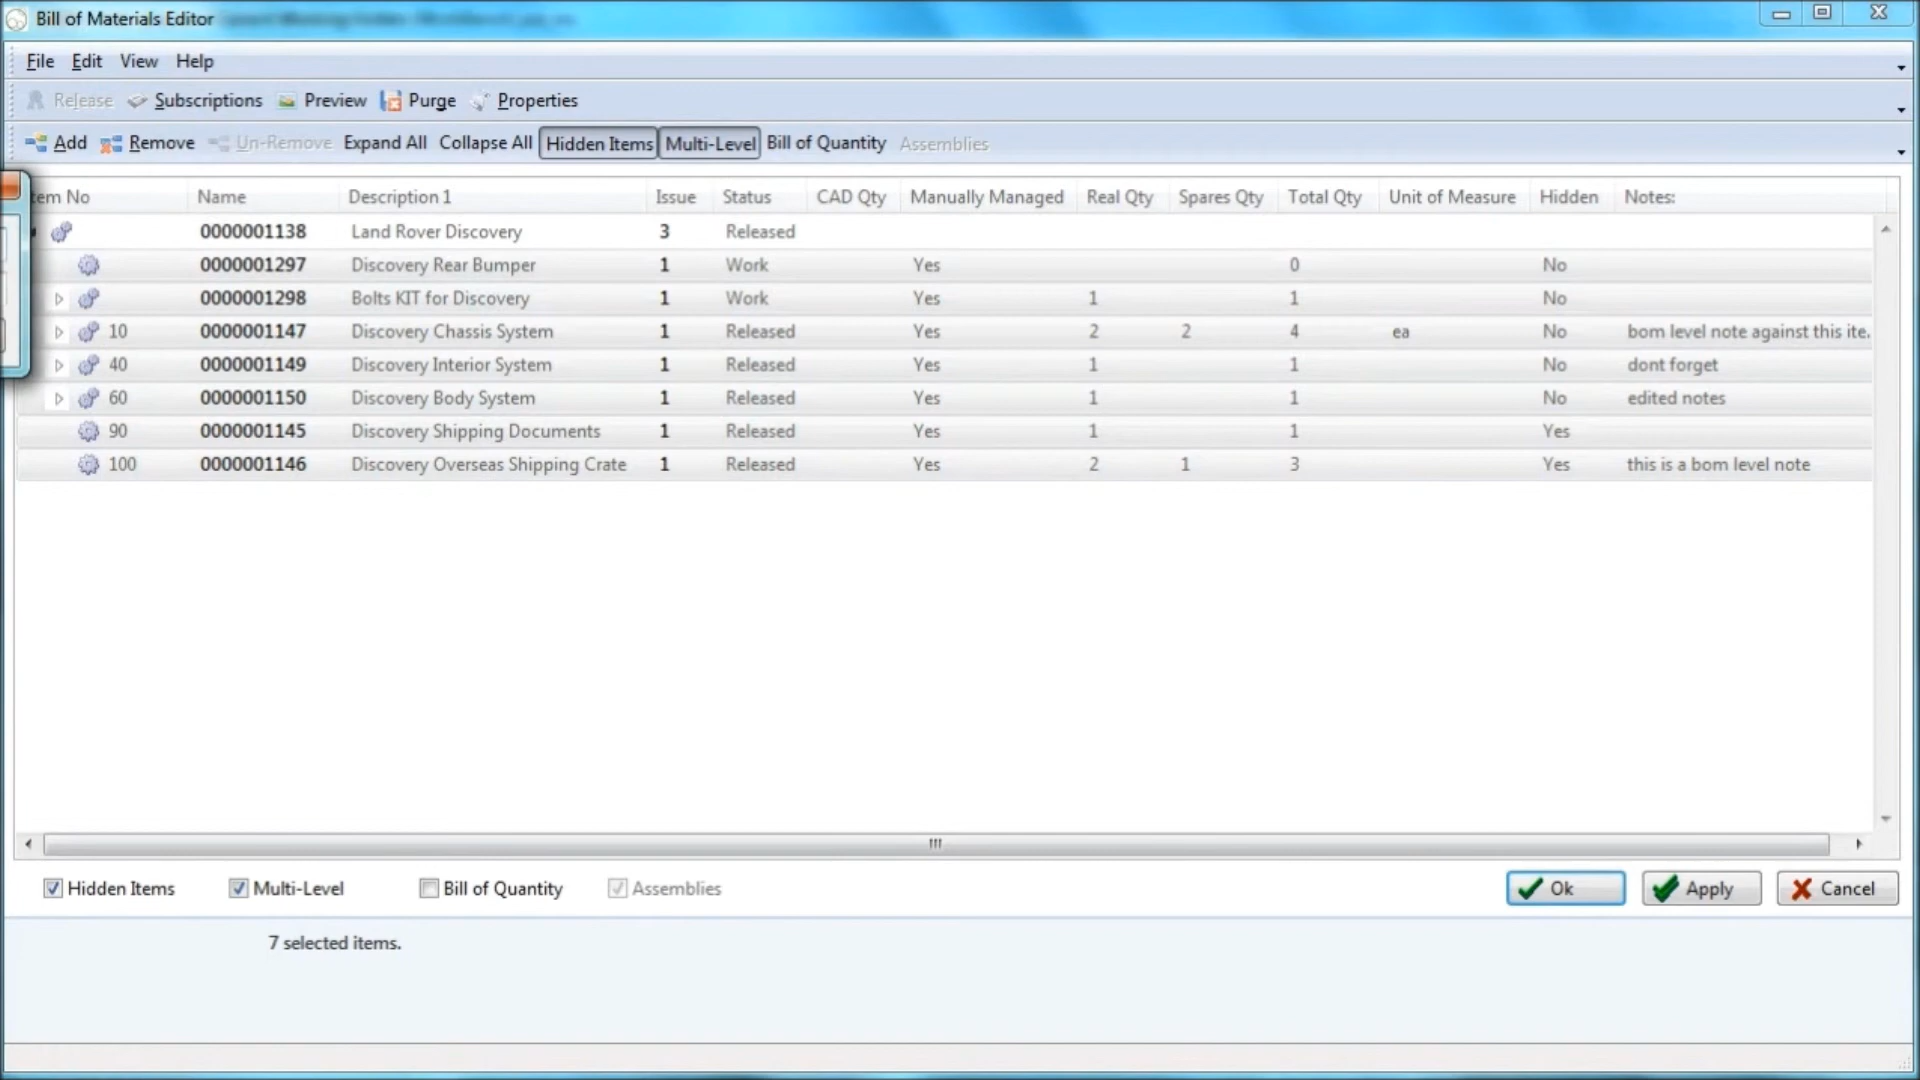 Bill of Materials Editor
File Edit View Help
Release Subscriptions Preview Purge Properties
Add Remove Un-Remove Expand All Collapse All Hidden Items Multi-Level Bill of Quantity Assemblies
em No Name Description 1 Issue Status CAD Qty Manually Managed Real Qty Spares Qty Total Qty Unit of Measure Hidden Notes:
0000001138 Land Rover Discovery 3 Released
0000001297 Discovery Rear Bumper 1 Work Yes 0 No
0000001298 Bolts KIT for Discovery 1 Work Yes 1 1 No
10 0000001147 Discovery Chassis System 1 Released Yes 2 2 4 ea No bom level note against this ite.
40 0000001149 Discovery Interior System 1 Released Yes 1 1 No dont forget
60 0000001150 Discovery Body System 1 Released Yes 1 1 No edited notes
90 0000001145 Discovery Shipping Documents 1 Released Yes 1 1 Yes
100 0000001146 Discovery Overseas Shipping Crate 1 Released Yes 2 1 3 Yes this is a bom level note
Hidden Items Multi-Level Bill of Quantity Assemblies Ok Apply Cancel
7 selected items.